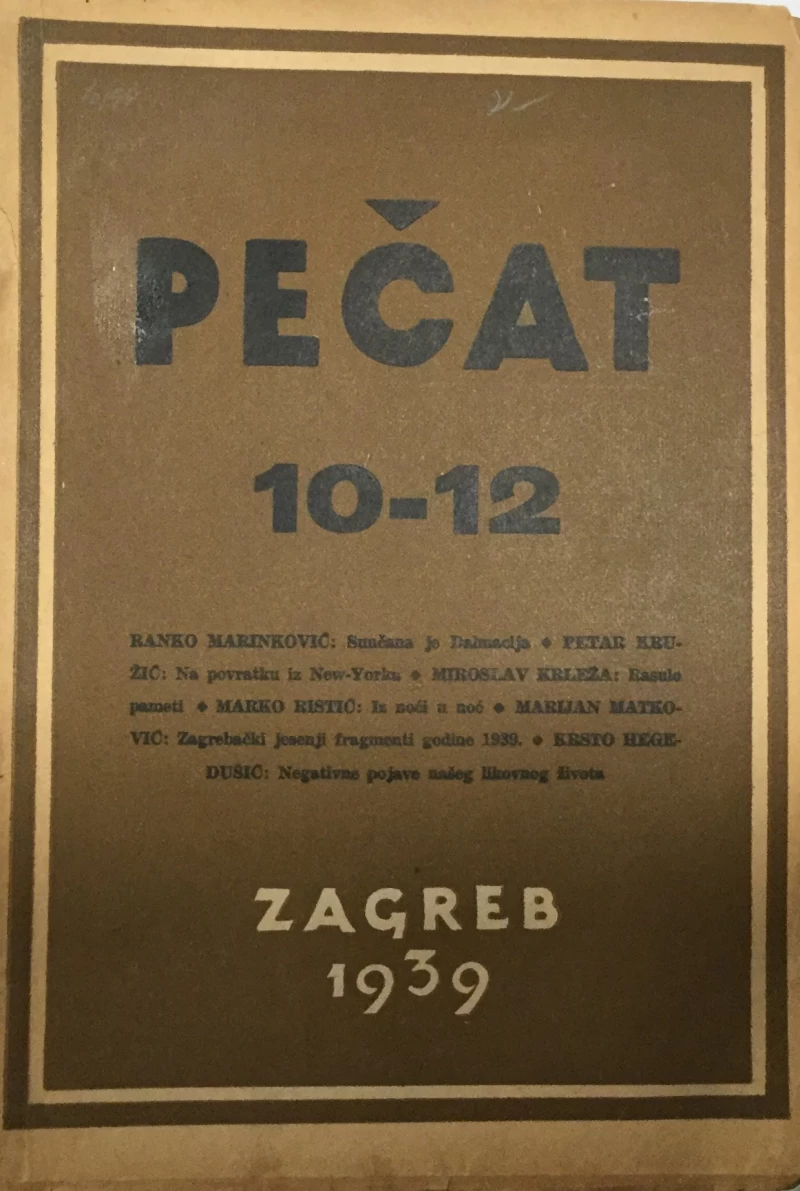 PEČAT
10-12
RANKO MARINKOVIĆ: Sunčana je Dalmacija ◆ PETAR KRU-
ŽIĆ: Na povratku iz New-Yorka ◆ MIROSLAV KRLEŽA: Rasulo
pameti ◆ MARKO RISTIĆ: Iz noći u noć ◆ MARIJAN MATKO-
VIĆ: Zagrebački jesenji fragmenti godine 1939. ◆ KRSTO HEGE-
DUŠIĆ: Negativne pojave našeg likovnog života
ZAGREB
1939